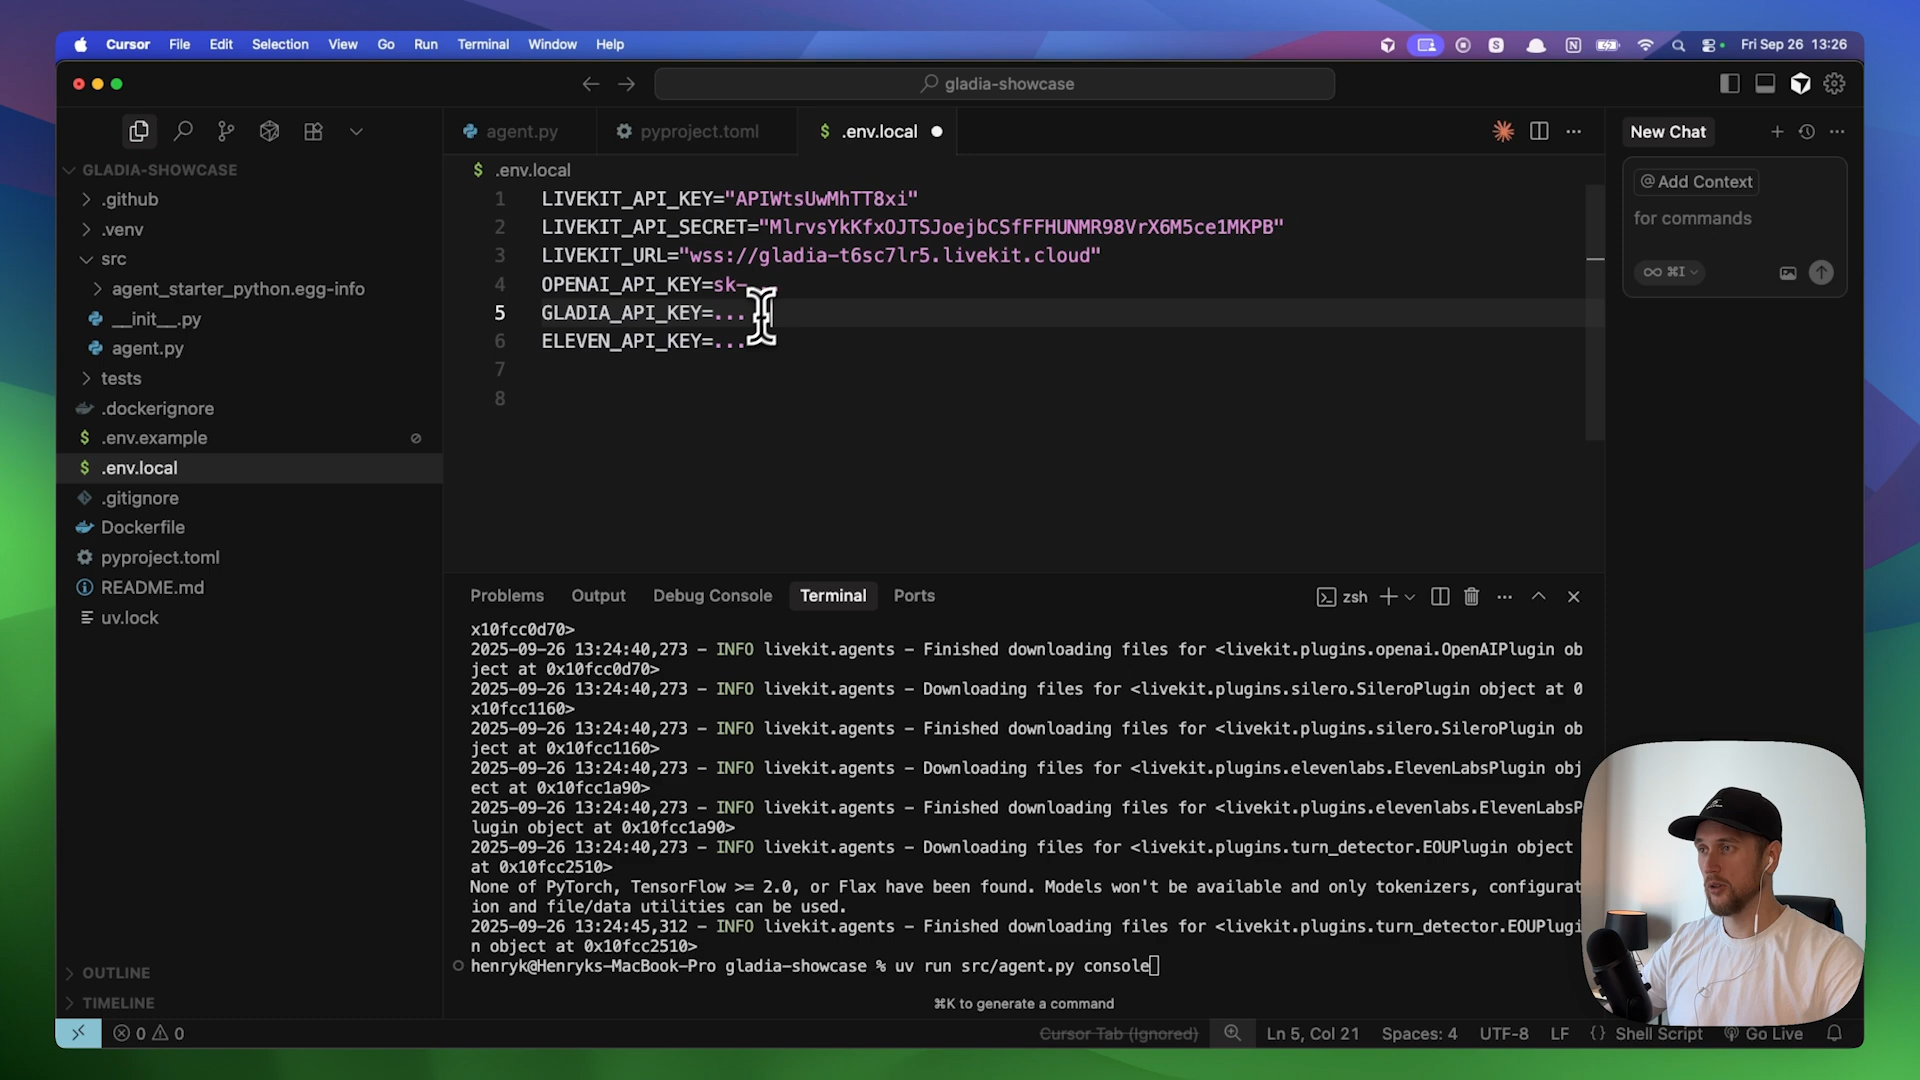 Cursor File Edit Selection View Go Run Terminal Window Help Fri Sep 26 13:26
gladia-showcase
agent.py pyproject.toml $ .env.local New Chat
GLADIA-SHOWCASE
.github
.venv
src
agent_starter_python.egg-info
__init__.py
agent.py
tests
.dockerignore
$ .env.example
$ .env.local
.gitignore
Dockerfile
pyproject.toml
README.md
uv.lock
OUTLINE
TIMELINE
$ .env.local
1 LIVEKIT_API_KEY="APIWtsUwMhTT8xi"
2 LIVEKIT_API_SECRET="MlrvsYkKfxOJTSJoejbCSfFFHUNMR98VrX6M5ce1MKPB"
3 LIVEKIT_URL="wss://gladia-t6sc7lr5.livekit.cloud"
4 OPENAI_API_KEY=sk-
5 GLADIA_API_KEY=...
6 ELEVEN_API_KEY=...
7
8
@ Add Context
for commands
∞ ⌘I
Problems Output Debug Console Terminal Ports zsh
x10fcc0d70>
2025-09-26 13:24:40,273 - INFO livekit.agents - Finished downloading files for <livekit.plugins.openai.OpenAIPlugin ob
ject at 0x10fcc0d70>
2025-09-26 13:24:40,273 - INFO livekit.agents - Downloading files for <livekit.plugins.silero.SileroPlugin object at 0
x10fcc1160>
2025-09-26 13:24:40,273 - INFO livekit.agents - Finished downloading files for <livekit.plugins.silero.SileroPlugin ob
ject at 0x10fcc1160>
2025-09-26 13:24:40,273 - INFO livekit.agents - Downloading files for <livekit.plugins.elevenlabs.ElevenLabsPlugin obj
ect at 0x10fcc1a90>
2025-09-26 13:24:40,273 - INFO livekit.agents - Finished downloading files for <livekit.plugins.elevenlabs.ElevenLabsP
lugin object at 0x10fcc1a90>
2025-09-26 13:24:40,273 - INFO livekit.agents - Downloading files for <livekit.plugins.turn_detector.EOUPlugin object
at 0x10fcc2510>
None of PyTorch, TensorFlow >= 2.0, or Flax have been found. Models won't be available and only tokenizers, configurat
ion and file/data utilities can be used.
2025-09-26 13:24:45,312 - INFO livekit.agents - Finished downloading files for <livekit.plugins.turn_detector.EOUPlugi
n object at 0x10fcc2510>
henryk@Henryks-MacBook-Pro gladia-showcase % uv run src/agent.py console
⌘K to generate a command
0 0 Cursor Tab (Ignored) Ln 5, Col 21 Spaces: 4 UTF-8 LF {} Shell Script Go Live